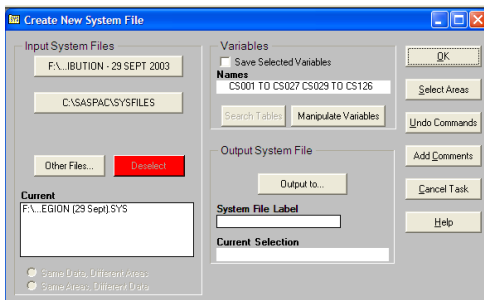 Create New System File
Input System Files
F:\...IBUTION - 29 SEPT 2003
C:\SASPAC\SYSFILES
Other Files...
Deselect
Current
F:\...EGION (29 Sept).SYS
Same Data, Different Areas
Same Areas, Different Data
Variables
Save Selected Variables
Names
CS001 TO CS027 CS029 TO CS126
Search Tables
Manipulate Variables
Output System File
Output to...
System File Label
Current Selection
OK
Select Areas
Undo Commands
Add Comments
Cancel Task
Help